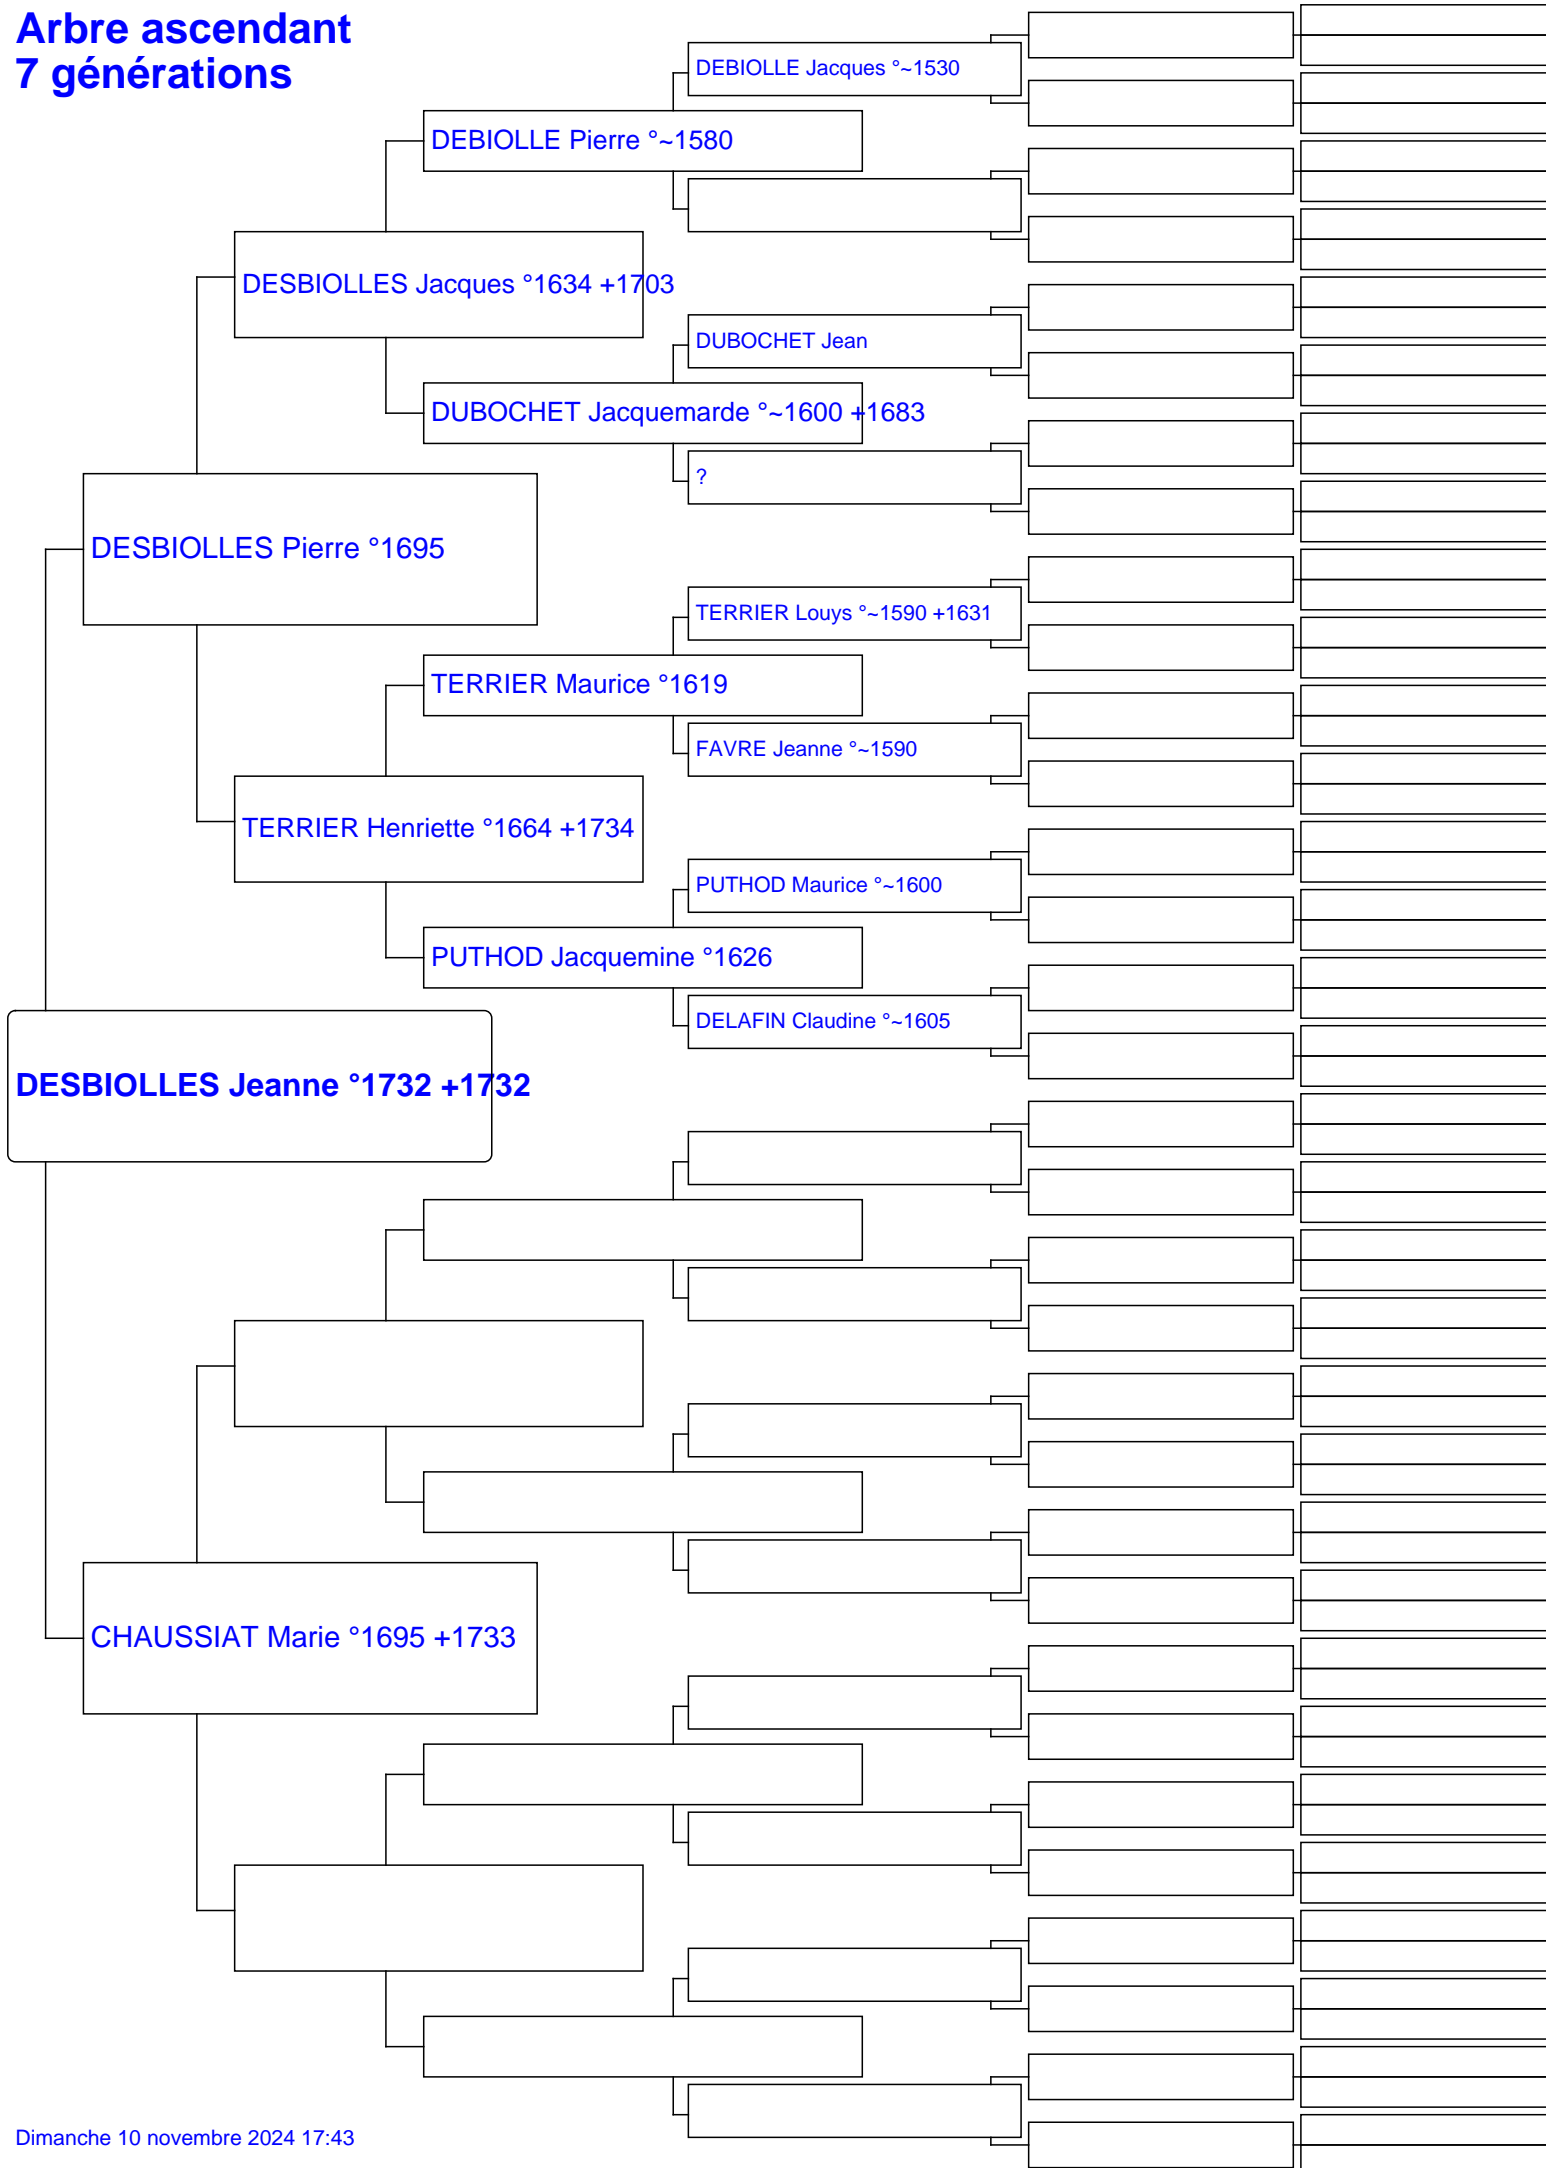 Arbre ascendant
7 générations
DEBIOLLE Jacques °~1530
DEBIOLLE Pierre °~1580
DESBIOLLES Jacques °1634 +1703
DUBOCHET Jean
DUBOCHET Jacquemarde °~1600 +1683
?
DESBIOLLES Pierre °1695
TERRIER Louys °~1590 +1631
TERRIER Maurice °1619
FAVRE Jeanne °~1590
TERRIER Henriette °1664 +1734
PUTHOD Maurice °~1600
PUTHOD Jacquemine °1626
DELAFIN Claudine °~1605
DESBIOLLES Jeanne °1732 +1732
CHAUSSIAT Marie °1695 +1733
Dimanche 10 novembre 2024 17:43